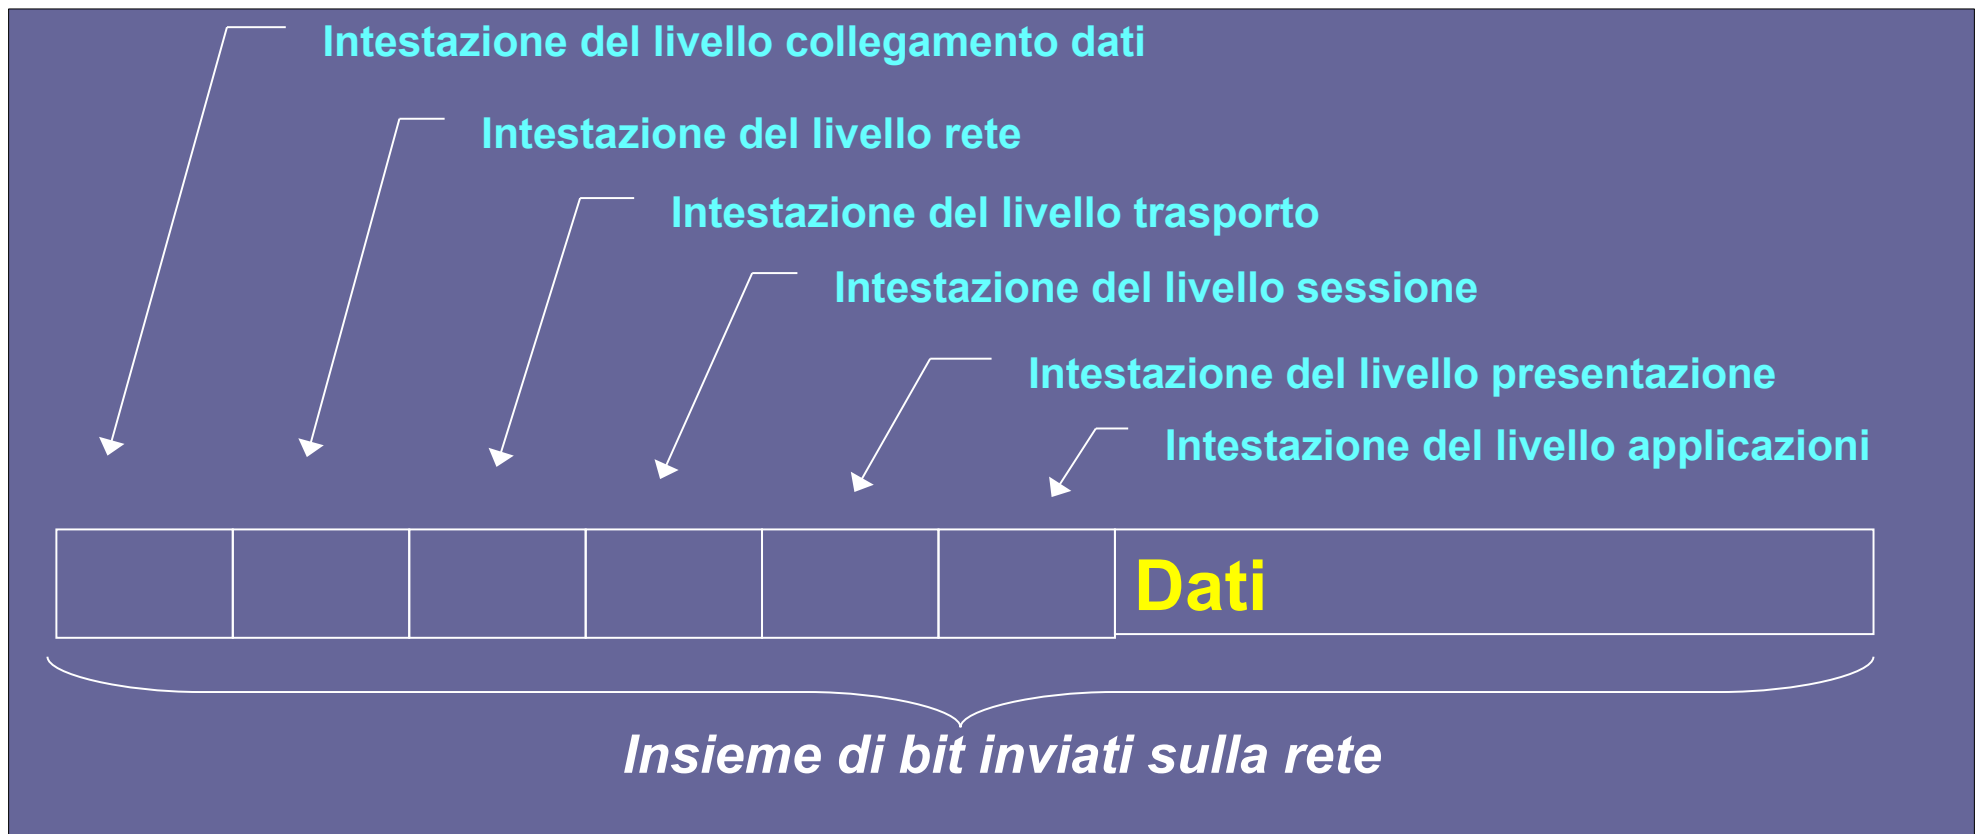 Intestazione del livello collegamento dati
Intestazione del livello rete
Intestazione del livello trasporto
Intestazione del livello sessione
Intestazione del livello presentazione
Intestazione del livello applicazioni
Dati
Insieme di bit inviati sulla rete